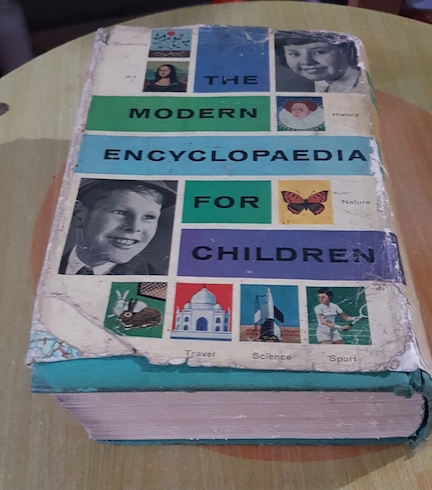 Gardening
Art
THE
MODERN
History
ENCYCLOPAEDIA
FOR
Nature
CHILDREN
Travel
Science
Sport